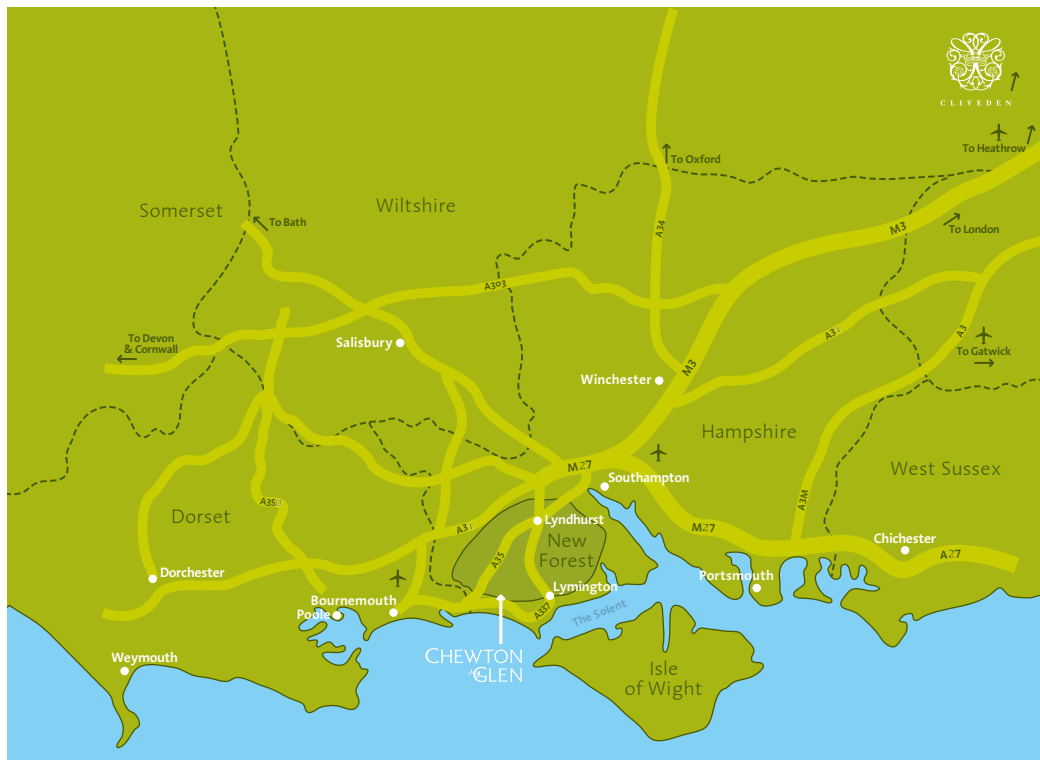 CLIVEDEN
To Heathrow
To Oxford
Somerset
Wiltshire
To Bath
A34
M3
To London
A303
To Devon
& Cornwall
Salisbury
A3
A3
To Gatwick
Winchester
M3
Hampshire
M27
West Sussex
Southampton
A3M
Dorset
A35
Lyndhurst
A3
M27
New
Forest
A35
Chichester
A27
Dorchester
Portsmouth
Lymington
Bournemouth
Poole
A337
The Solent
Weymouth
CHEWTON
GLEN
Isle
of Wight